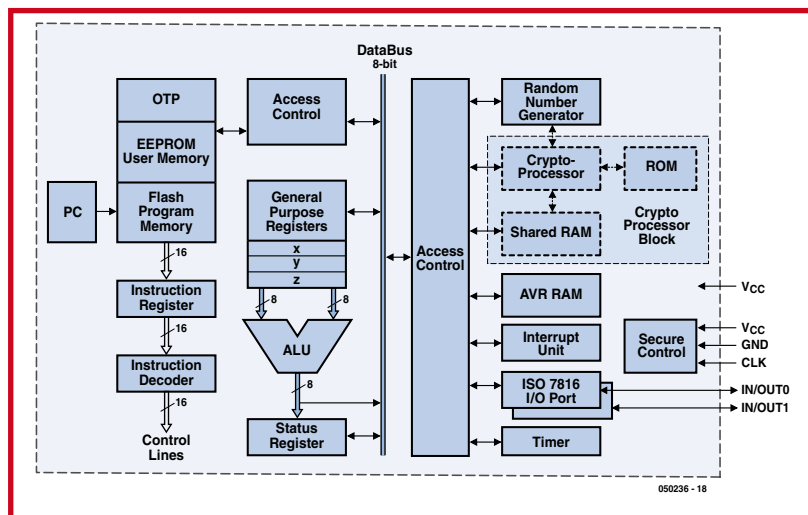 DataBus
8-bit
OTP
EEPROM
User Memory
Flash
Program
Memory
PC
16
Instruction
Register
16
Instruction
Decoder
16
Control
Lines
Access
Control
General
Purpose
Registers
x
y
z
8
8
ALU
8
Status
Register
Access
Control
Random
Number
Generator
Crypto-
Processor
ROM
Shared RAM
Crypto
Processor
Block
AVR RAM
Interrupt
Unit
ISO 7816
I/O Port
Timer
Secure
Control
VCC
VCC
GND
CLK
IN/OUT0
IN/OUT1
050236 - 18